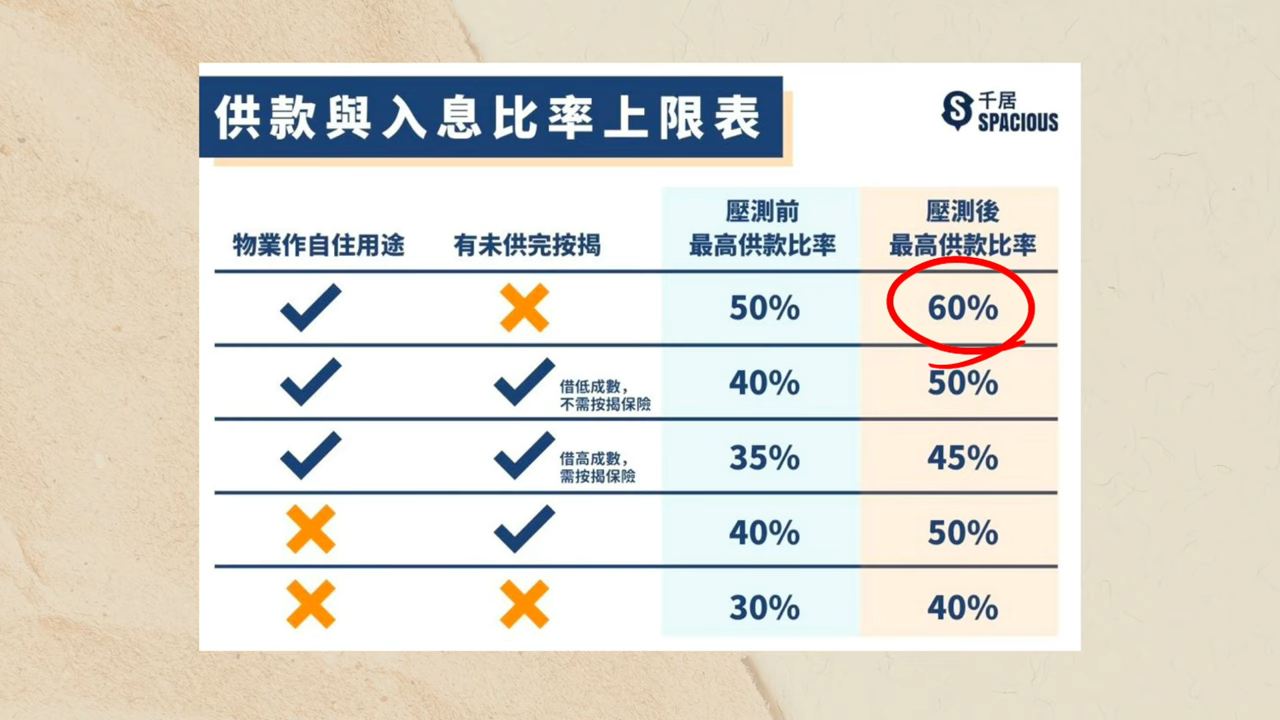 供款與入息比率上限表
千居
SPACIOUS
物業作自住用途
有未供完按揭
壓測前
最高供款比率
壓測後
最高供款比率
50%
60%
借低成數，
不需按揭保險
40%
50%
借高成數，
需按揭保險
35%
45%
40%
50%
30%
40%